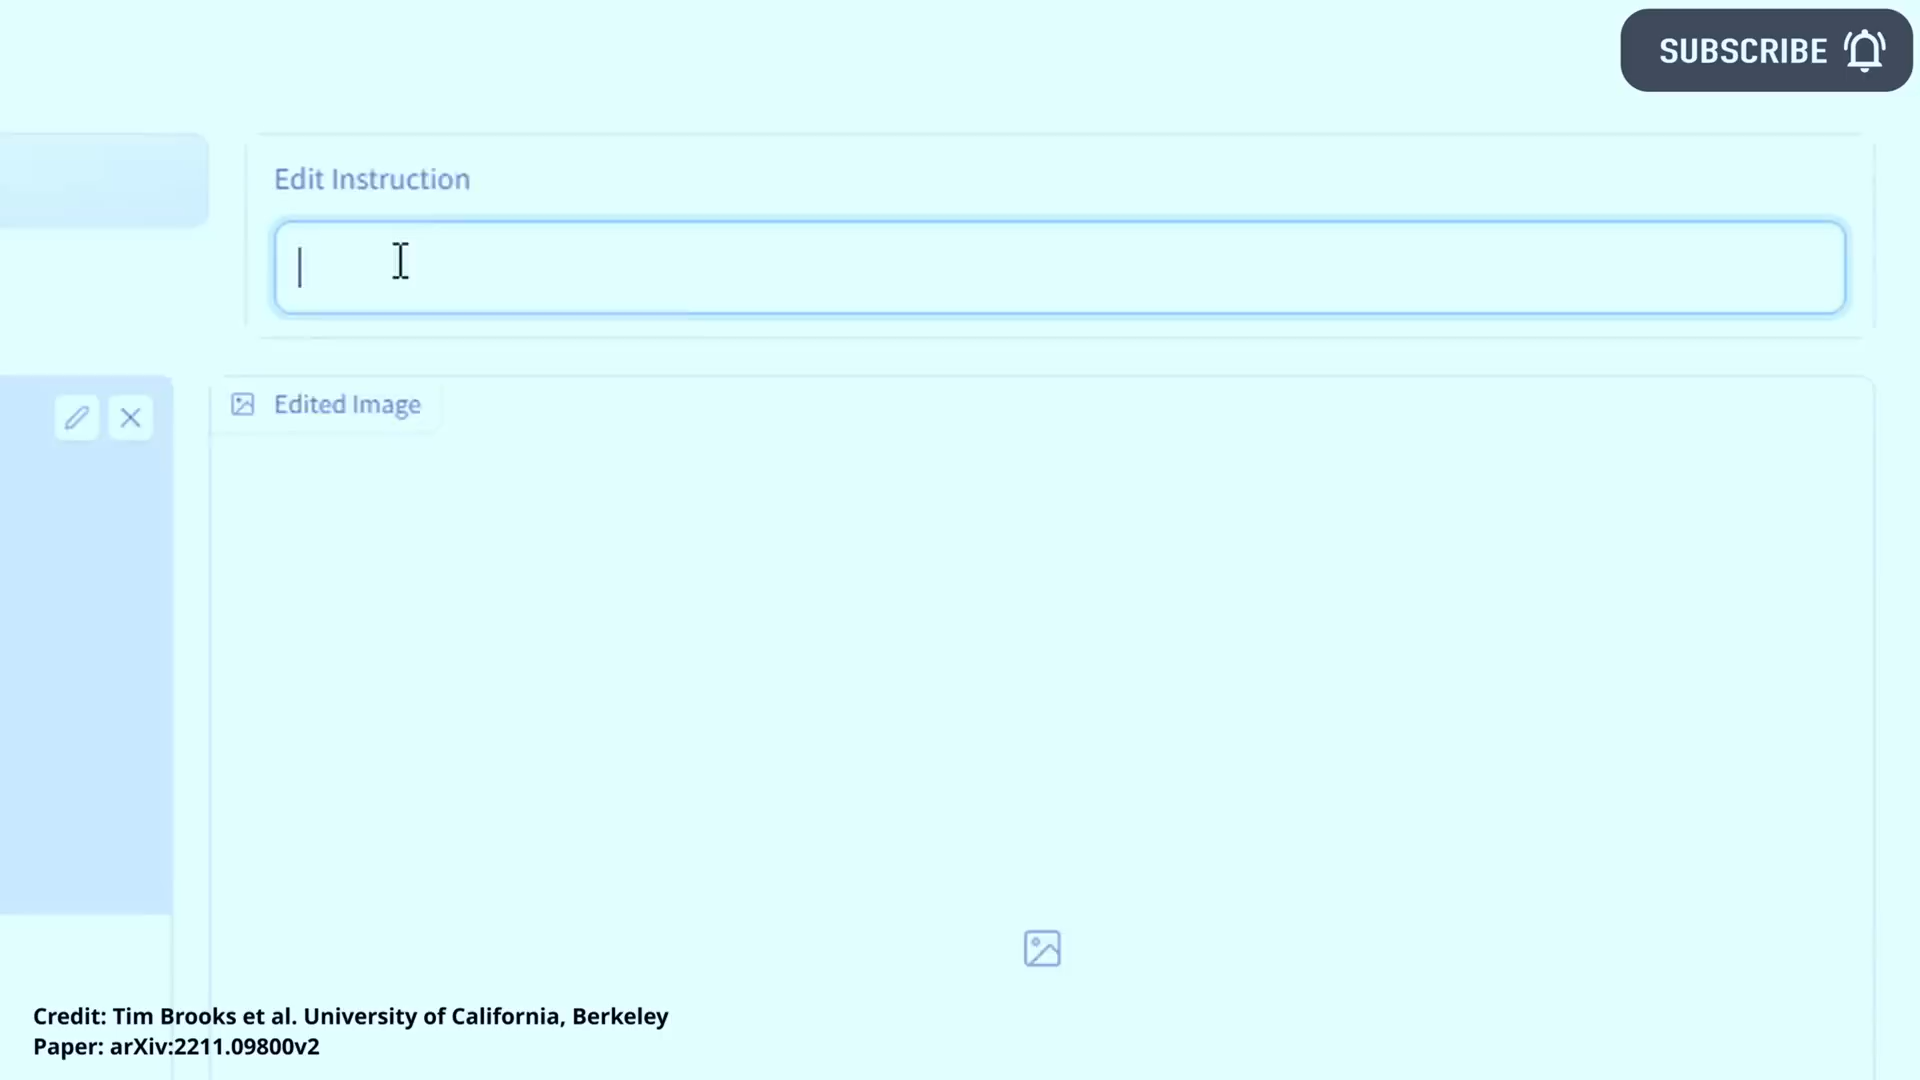 SUBSCRIBE
Edit Instruction
Edited Image
Credit: Tim Brooks et al. University of California, Berkeley
Paper: arXiv:2211.09800v2